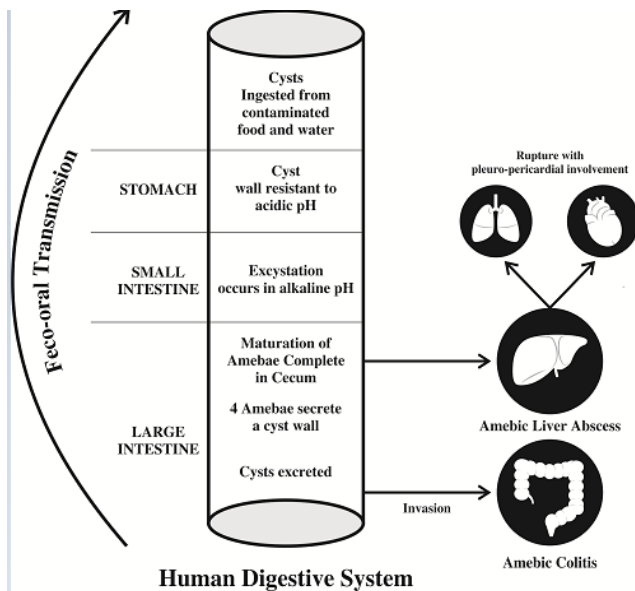 Cysts
Ingested from
contaminated
food and water
Feco-oral Transmission
STOMACH
Cyst
wall resistant to
acidic pH
SMALL
INTESTINE
Excystation
occurs in alkaline pH
LARGE
INTESTINE
Maturation of
Amebae Complete
in Cecum
4 Amebae secrete
a cyst wall
Cysts excreted
Rupture with
pleuro-pericardial involvement
Amebic Liver Abscess
Invasion
Amebic Colitis
Human Digestive System